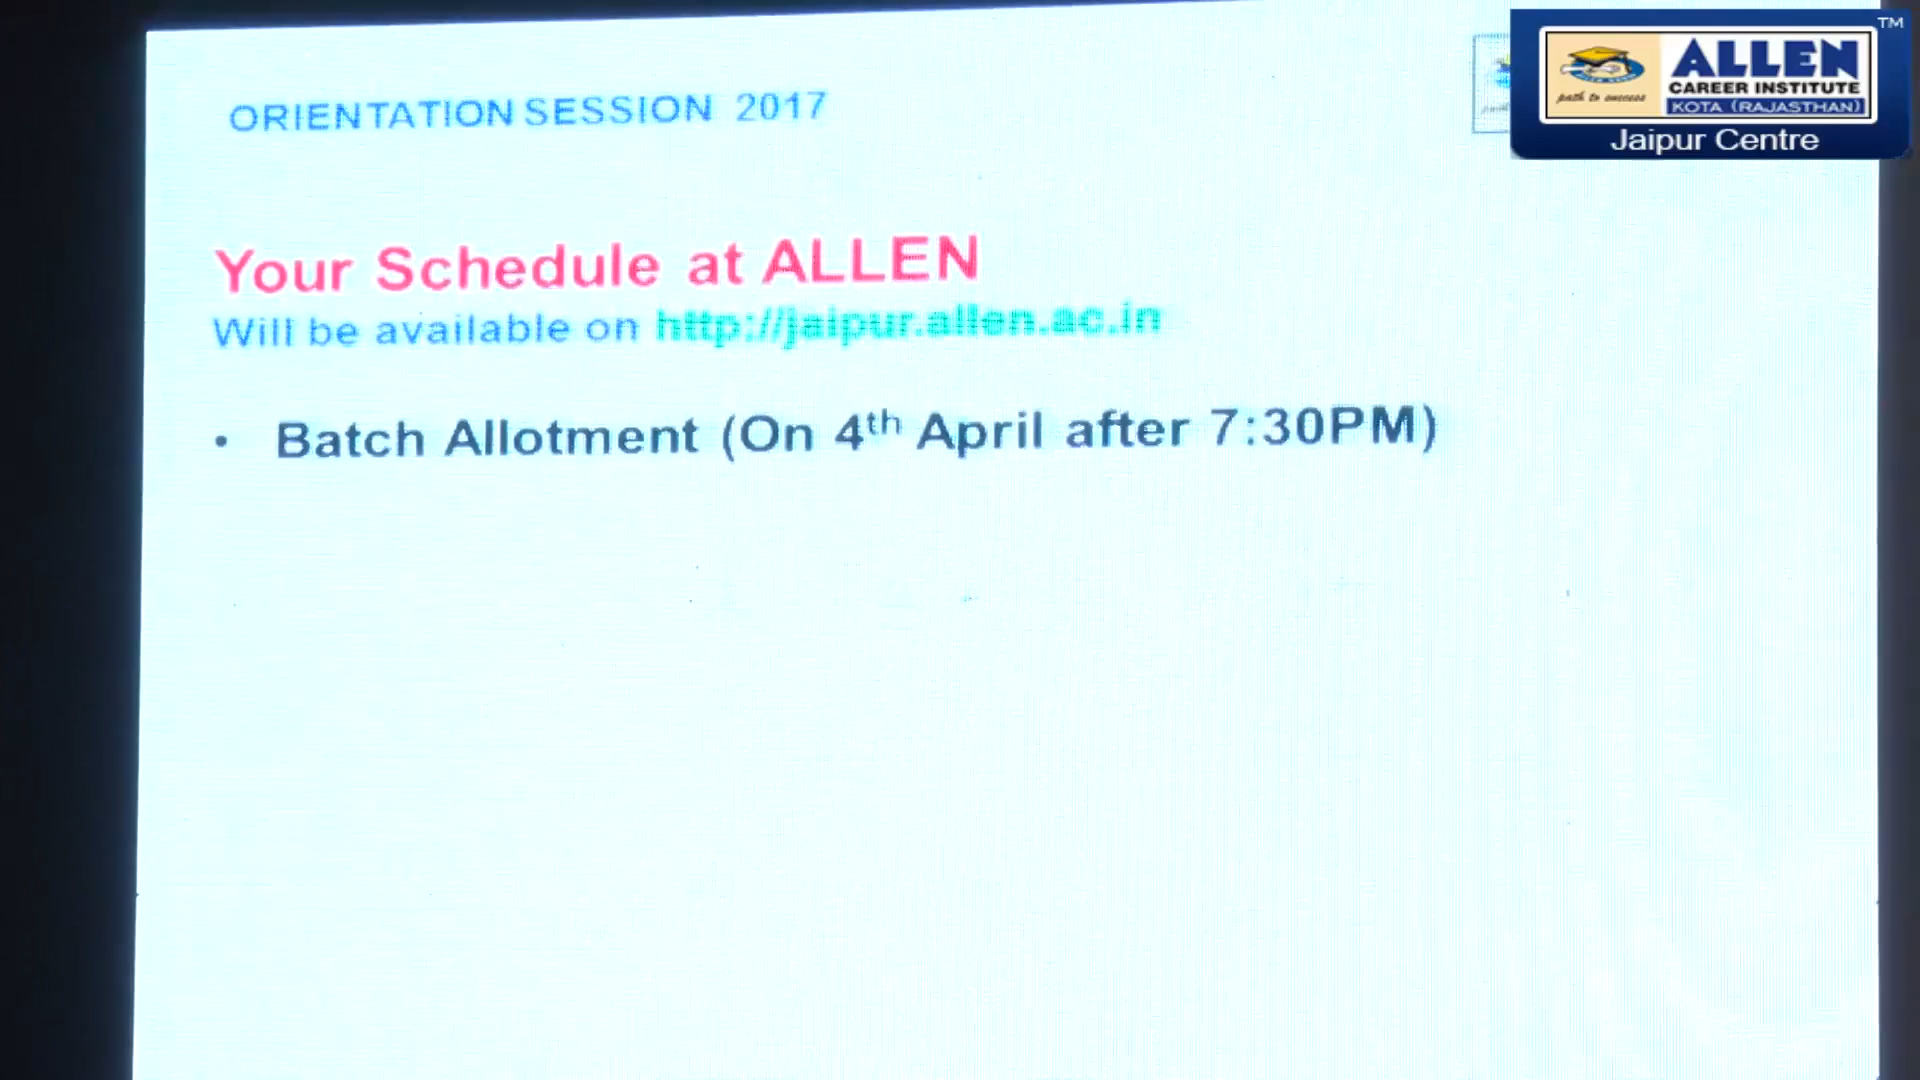 ORIENTATION SESSION 2017
TM
ALLEN
CAREER INSTITUTE
KOTA (RAJASTHAN)
path to success
Jaipur Centre
Your Schedule at ALLEN
Will be available on http://jaipur.allen.ac.in
• Batch Allotment (On 4th April after 7:30PM)